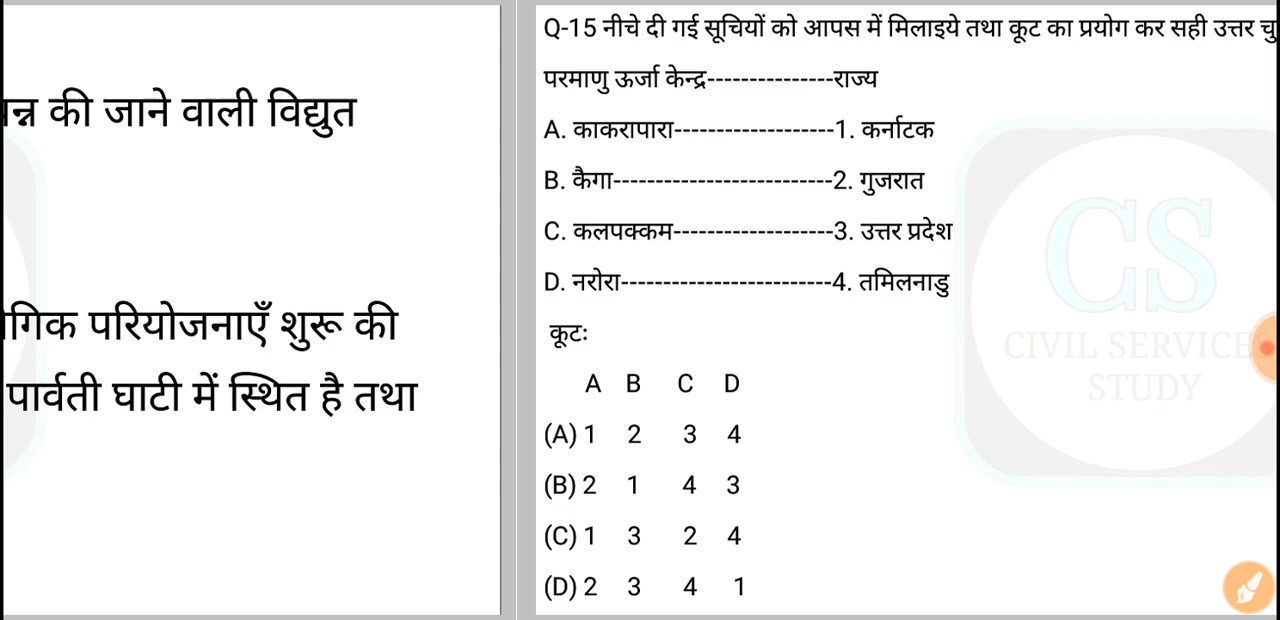 की जाने वाली विद्युत
परियोजनाएँ शुरू की
पार्वती घाटी में स्थित है तथा
Q-15 नीचे दी गई सूचियों को आपस में मिलाइये तथा कूट का प्रयोग कर सही उत्तर
परमाणु ऊर्जा केन्द्र---------------राज्य
A. काकरापारा-------------------1. कर्नाटक
B. कैगा--------------------------2. गुजरात
C. कलपक्कम-------------------3. उत्तर प्रदेश
D. नरोरा-------------------------4. तमिलनाडु
कूटः
A B C D
(A) 1 2 3 4
(B) 2 1 4 3
(C) 1 3 2 4
(D) 2 3 4 1
CS
CIVIL SERVICE
STUDY